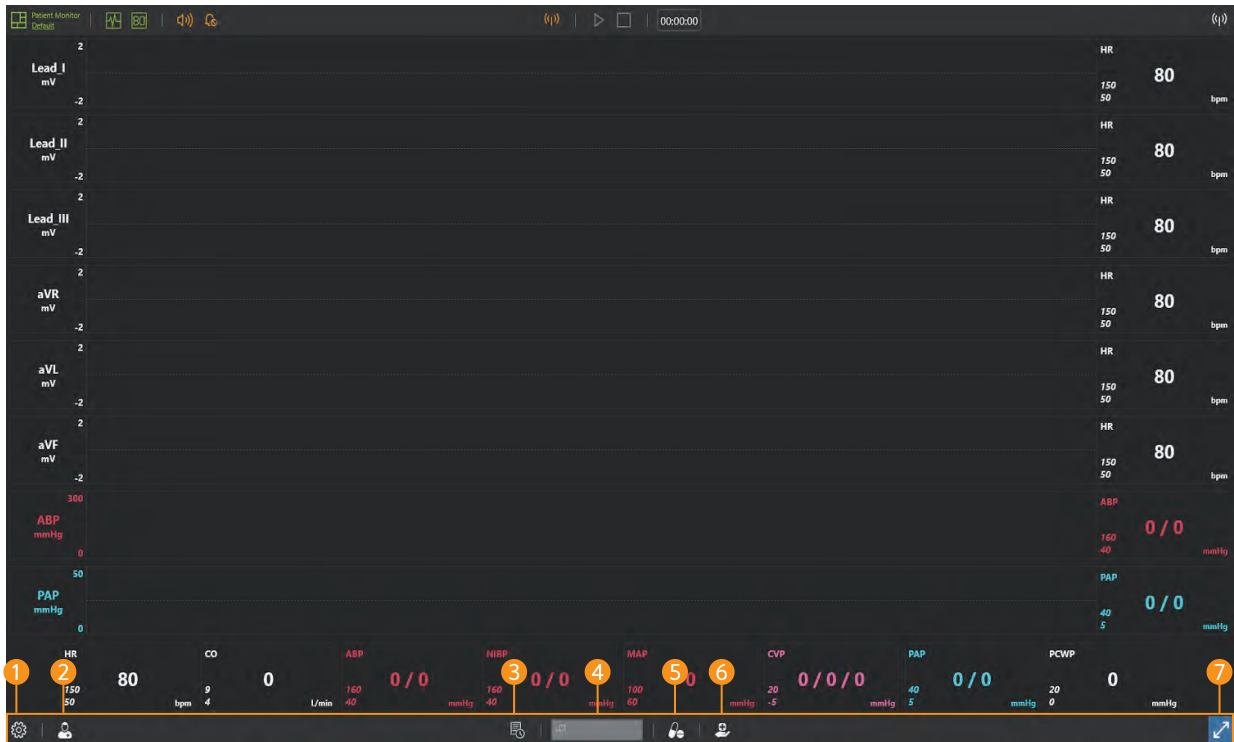 Patient Monitor
Default
80
00:00:00
2
Lead_I
mV
-2
HR
150
50
80
bpm
2
Lead_II
mV
-2
HR
150
50
80
bpm
2
Lead_III
mV
-2
HR
150
50
80
bpm
2
aVR
mV
-2
HR
150
50
80
bpm
2
aVL
mV
-2
HR
150
50
80
bpm
2
aVF
mV
-2
HR
150
50
80
bpm
300
ABP
mmHg
0
ABP
160
40
0 / 0
mmHg
50
PAP
mmHg
0
PAP
40
5
0 / 0
mmHg
HR
150
50
80
bpm
CO
9
4
0
L/min
ABP
160
40
0 / 0
mmHg
NIBP
160
40
0 / 0
mmHg
MAP
100
60
0
mmHg
CVP
20
-5
0 / 0 / 0
mmHg
PAP
40
5
0 / 0
mmHg
PCWP
20
0
0
mmHg
1
2
3
4
5
6
7